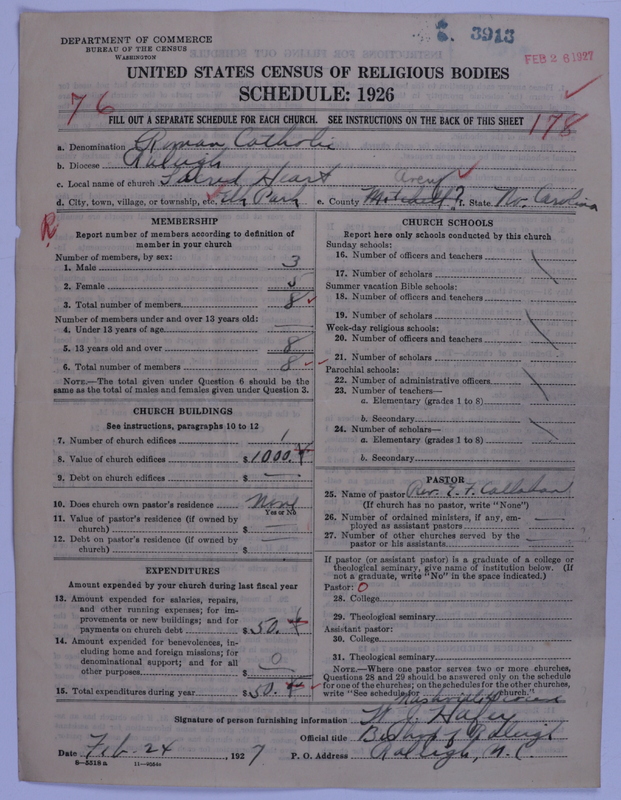 S. 3913
DEPARTMENT OF COMMERCE
BUREAU OF THE CENSUS
WASHINGTON
FEB 26 1927
UNITED STATES CENSUS OF RELIGIOUS BODIES
SCHEDULE: 1926
76
FILL OUT A SEPARATE SCHEDULE FOR EACH CHURCH. SEE INSTRUCTIONS ON THE BACK OF THIS SHEET
178
a. Denomination Roman Catholic
b. Diocese Raleigh
c. Local name of church Sacred Heart
Avery
d. City, town, village, or township, etc. Elk Park e. County Mitchell ? f. State No. Carolina
R
MEMBERSHIP
Report number of members according to definition of
member in your church
Number of members, by sex:
1. Male 3
2. Female 5
3. Total number of members 8
Number of members under and over 13 years old:
4. Under 13 years of age
5. 13 years old and over 8
6. Total number of members 8
NOTE.—The total given under Question 6 should be the
same as the total of males and females given under Question 3.
CHURCH BUILDINGS
See instructions, paragraphs 10 to 12
7. Number of church edifices 1
8. Value of church edifices $ 1000.
9. Debt on church edifices $ —
10. Does church own pastor's residence None
Yes or No
11. Value of pastor's residence (if owned by
church) $ —
12. Debt on pastor's residence (if owned by
church) $ —
EXPENDITURES
Amount expended by your church during last fiscal year
13. Amount expended for salaries, repairs,
and other running expenses; for im-
provements or new buildings; and for
payments on church debt $ 50.
14. Amount expended for benevolences, in-
cluding home and foreign missions; for
denominational support; and for all
other purposes $ 0
15. Total expenditures during year $ 50.
CHURCH SCHOOLS
Report here only schools conducted by this church
Sunday schools:
16. Number of officers and teachers
17. Number of scholars
Summer vacation Bible schools:
18. Number of officers and teachers
19. Number of scholars
Week-day religious schools:
20. Number of officers and teachers
21. Number of scholars
Parochial schools:
22. Number of administrative officers
23. Number of teachers—
a. Elementary (grades 1 to 8)
b. Secondary
24. Number of scholars—
a. Elementary (grades 1 to 8)
b. Secondary
PASTOR
25. Name of pastor Rev. E. F. Callahan
(If church has no pastor, write "None")
26. Number of ordained ministers, if any, em-
ployed as assistant pastors —
27. Number of other churches served by the
pastor or his assistants —
If pastor (or assistant pastor) is a graduate of a college or
theological seminary, give name of institution below. (If
not a graduate, write "No" in the space indicated.)
Pastor: O
28. College
29. Theological seminary
Assistant pastor:
30. College
31. Theological seminary
NOTE.—Where one pastor serves two or more churches,
Questions 28 and 29 should be answered only on the schedule
for one of the churches; on the schedules for the other churches,
write "See schedule for church."
Signature of person furnishing information W. J. Hafey
Official title Bishop of Raleigh
Date Feb-24, 1927 P. O. Address Raleigh, N.C.
8—5518 a 11—9564